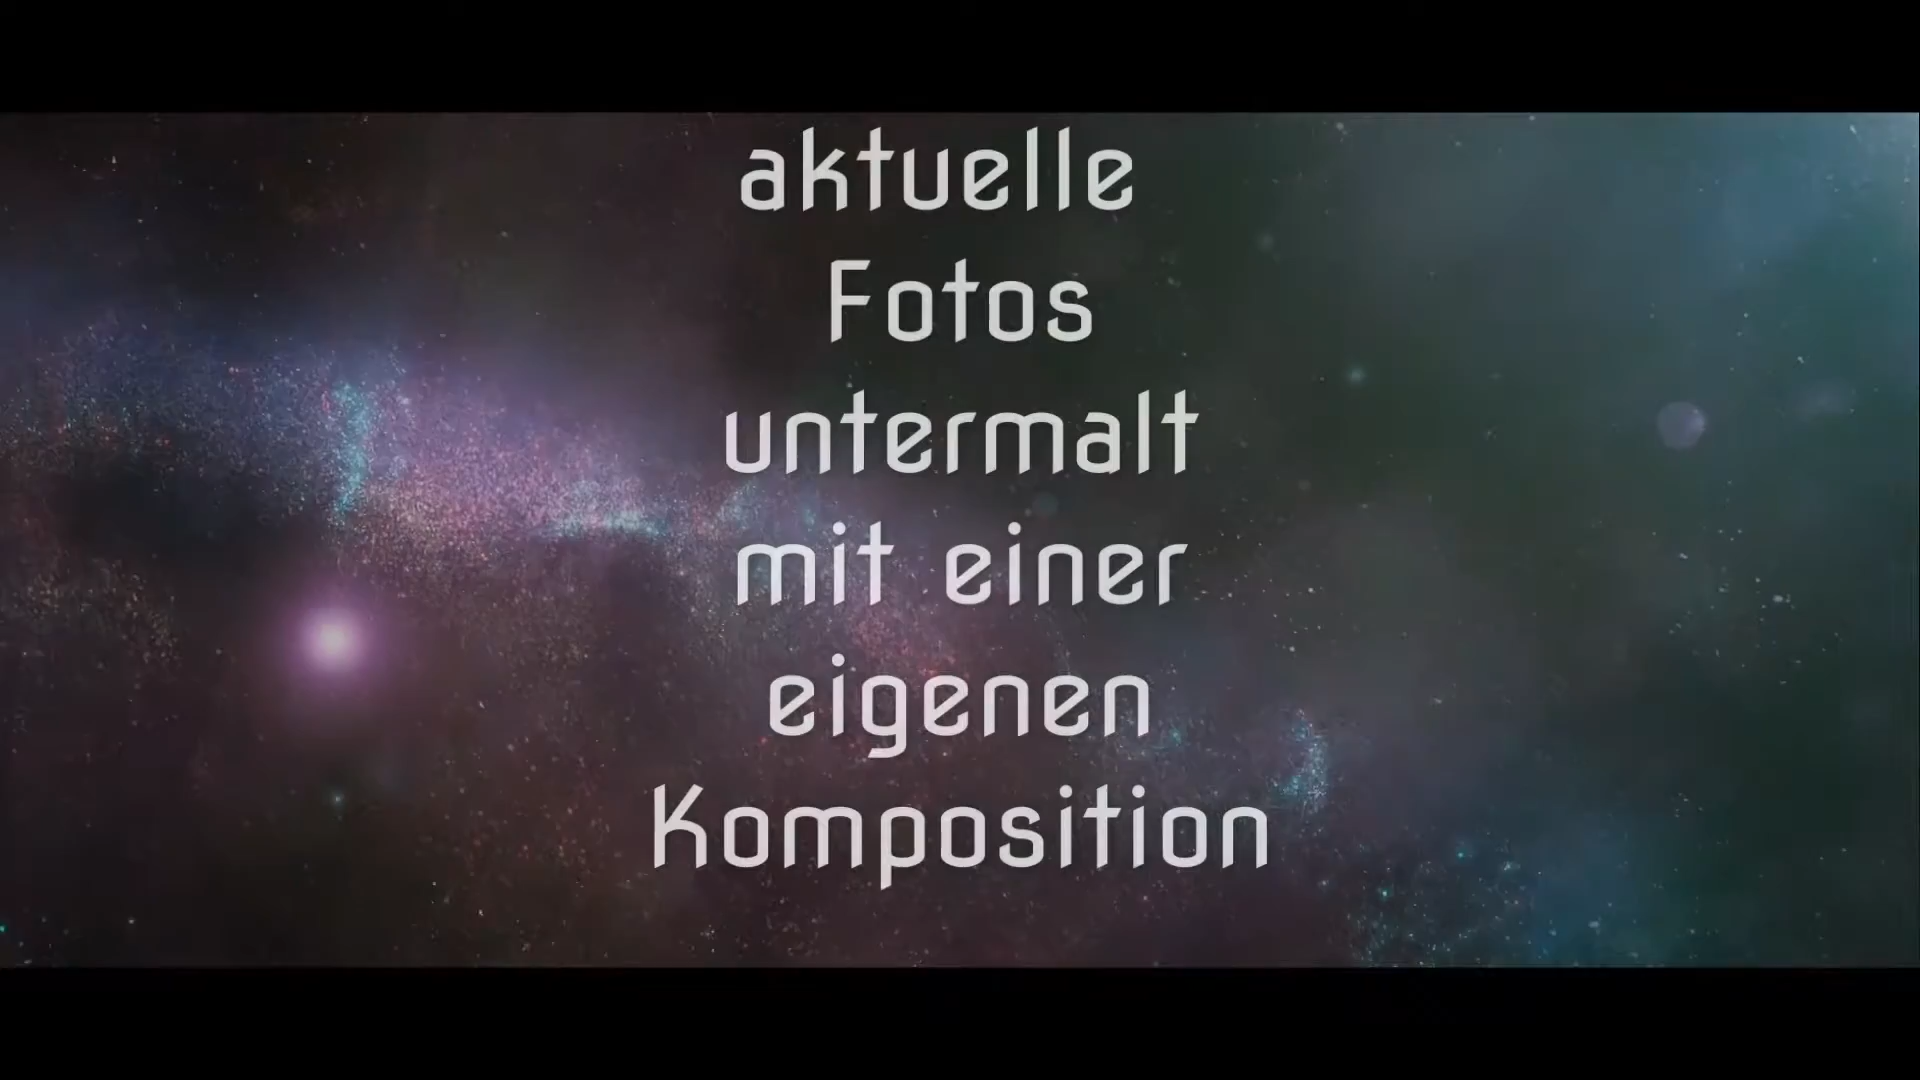 aktuelle
Fotos
untermalt
mit einer
eigenen
Komposition